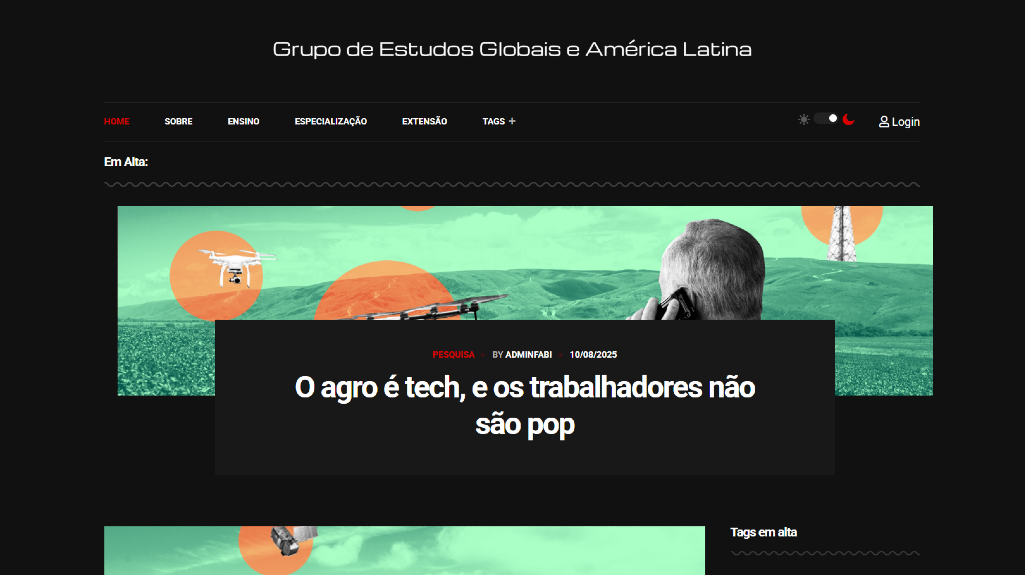 Grupo de Estudos Globais e América Latina
HOME SOBRE ENSINO ESPECIALIZAÇÃO EXTENSÃO TAGS + Login
Em Alta:
PESQUISA BY ADMINFABI 10/08/2025
O agro é tech, e os trabalhadores não
são pop
Tags em alta